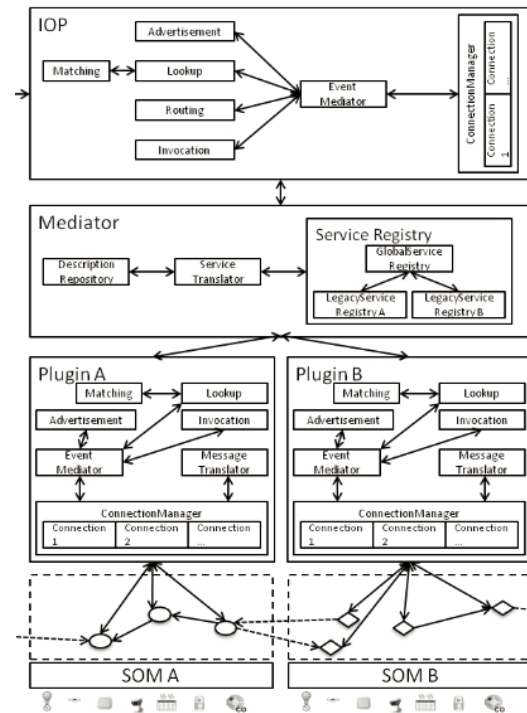 IOP
Advertisement
Matching
Lookup
Event
Mediator
Routing
Invocation
ConnectionManager
Connection
...
Connection
1
Mediator
Service Registry
GlobalService
Registry
Description
Repository
Service
Translator
LegacyService
Registry A
LegacyService
Registry B
Plugin A
Matching
Lookup
Advertisement
Invocation
Event
Mediator
Message
Translator
ConnectionManager
Connection
1
Connection
2
Connection
...
Plugin B
Matching
Lookup
Advertisement
Invocation
Event
Mediator
Message
Translator
ConnectionManager
Connection
1
Connection
2
Connection
...
SOM A
SOM B
CO
CO